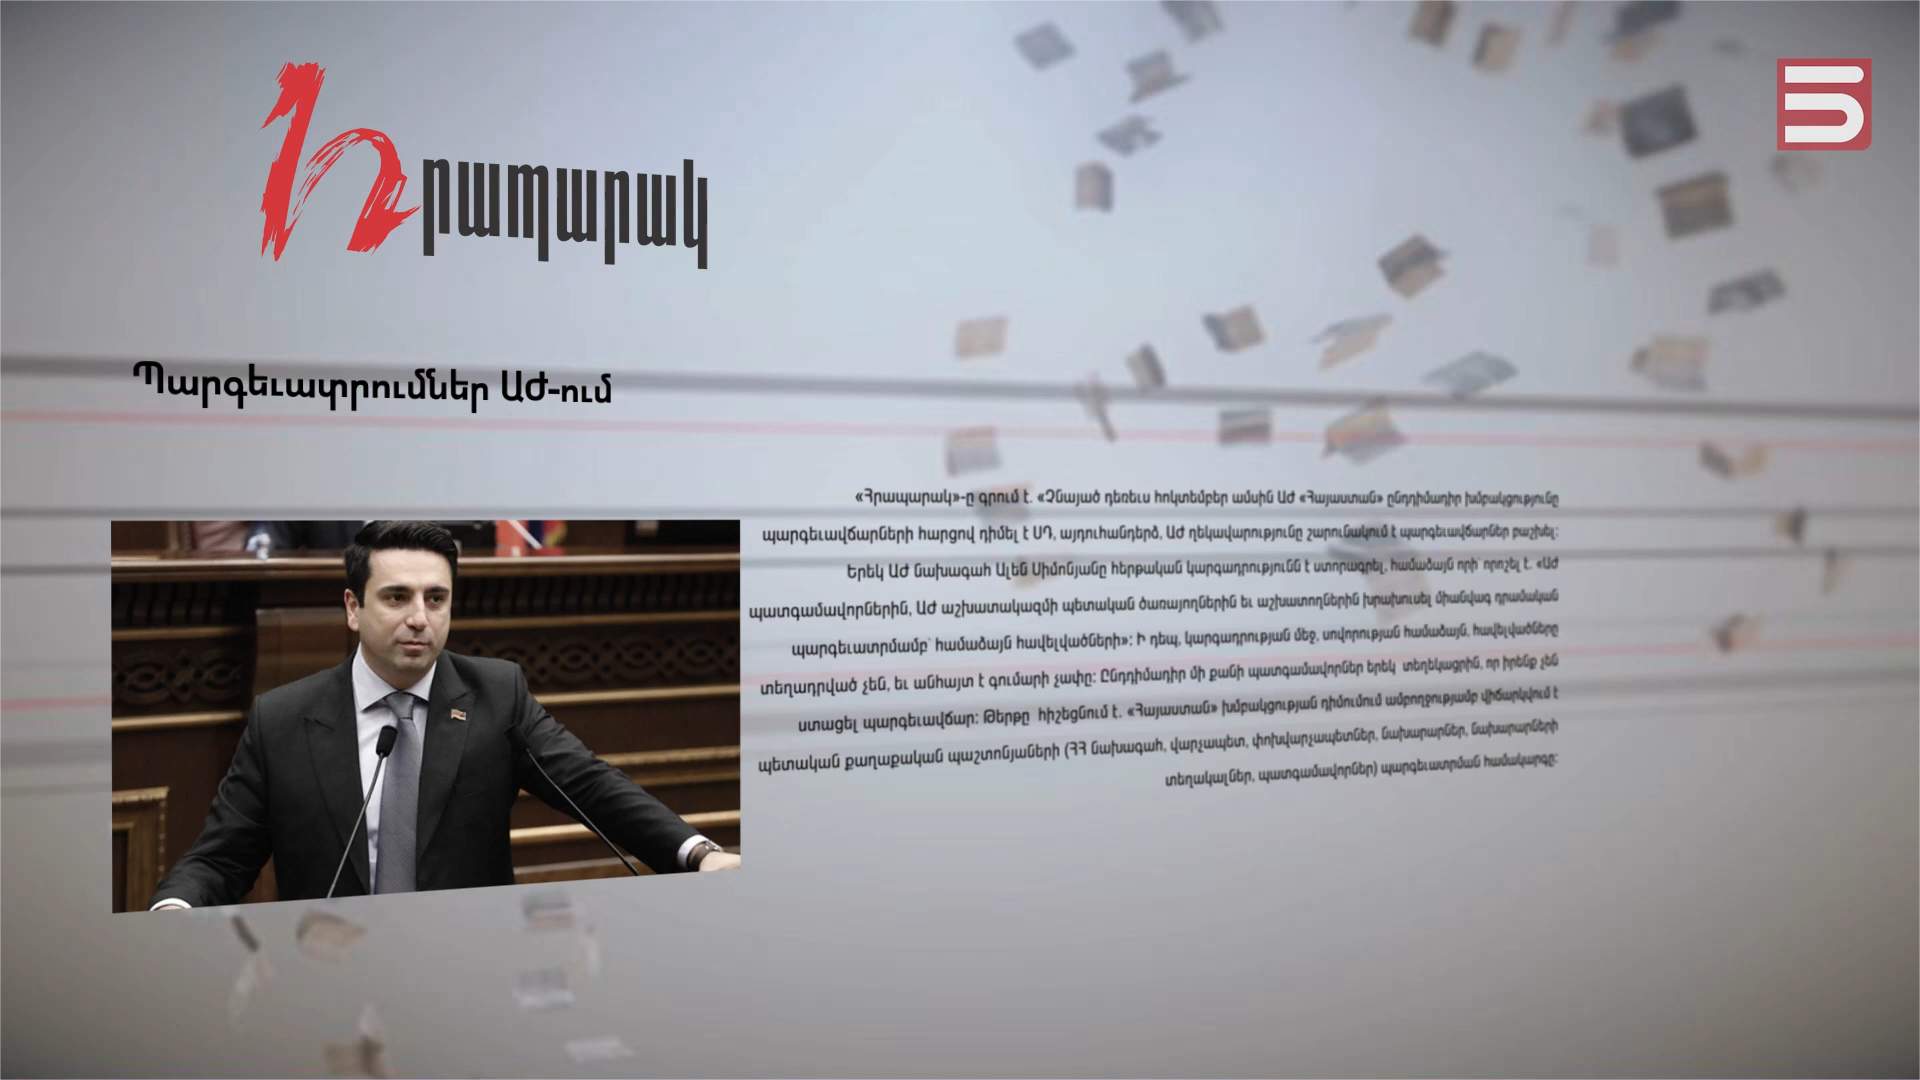 Հրապարակ
5
Պարգեւատրումներ ԱԺ-ում
«Հրապարակ»-ը գրում է. «Չնայած դեռեւս հոկտեմբեր ամսին ԱԺ «Հայաստան» ընդդիմադիր խմբակցությունը
պարգեւավճարների հարցով դիմել է ՍԴ, այդուհանդերձ, ԱԺ ղեկավարությունը շարունակում է պարգեւավճարներ բաշխել:
Երեկ ԱԺ նախագահ Ալեն Սիմոնյանը հերթական կարգադրությունն է ստորագրել, համաձայն որի՝ որոշել է. «ԱԺ
պատգամավորներին, ԱԺ աշխատակազմի պետական ծառայողներին եւ աշխատողներին խրախուսել միանվագ դրամական
պարգեւատրմամբ՝ համաձայն հավելվածների»: Ի դեպ, կարգադրության մեջ, սովորության համաձայն, հավելվածները
տեղադրված չեն, եւ անհայտ է գումարի չափը: Ընդդիմադիր մի քանի պատգամավորներ երեկ տեղեկացրին, որ իրենք չեն
ստացել պարգեւավճար: Թերթը հիշեցնում է. «Հայաստան» խմբակցության դիմումում ամբողջությամբ վիճարկվում է
պետական քաղաքական պաշտոնյաների (ՀՀ նախագահ, վարչապետ, փոխվարչապետներ, նախարարներ, նախարարների
տեղակալներ, պատգամավորներ) պարգեւատրման համակարգը: